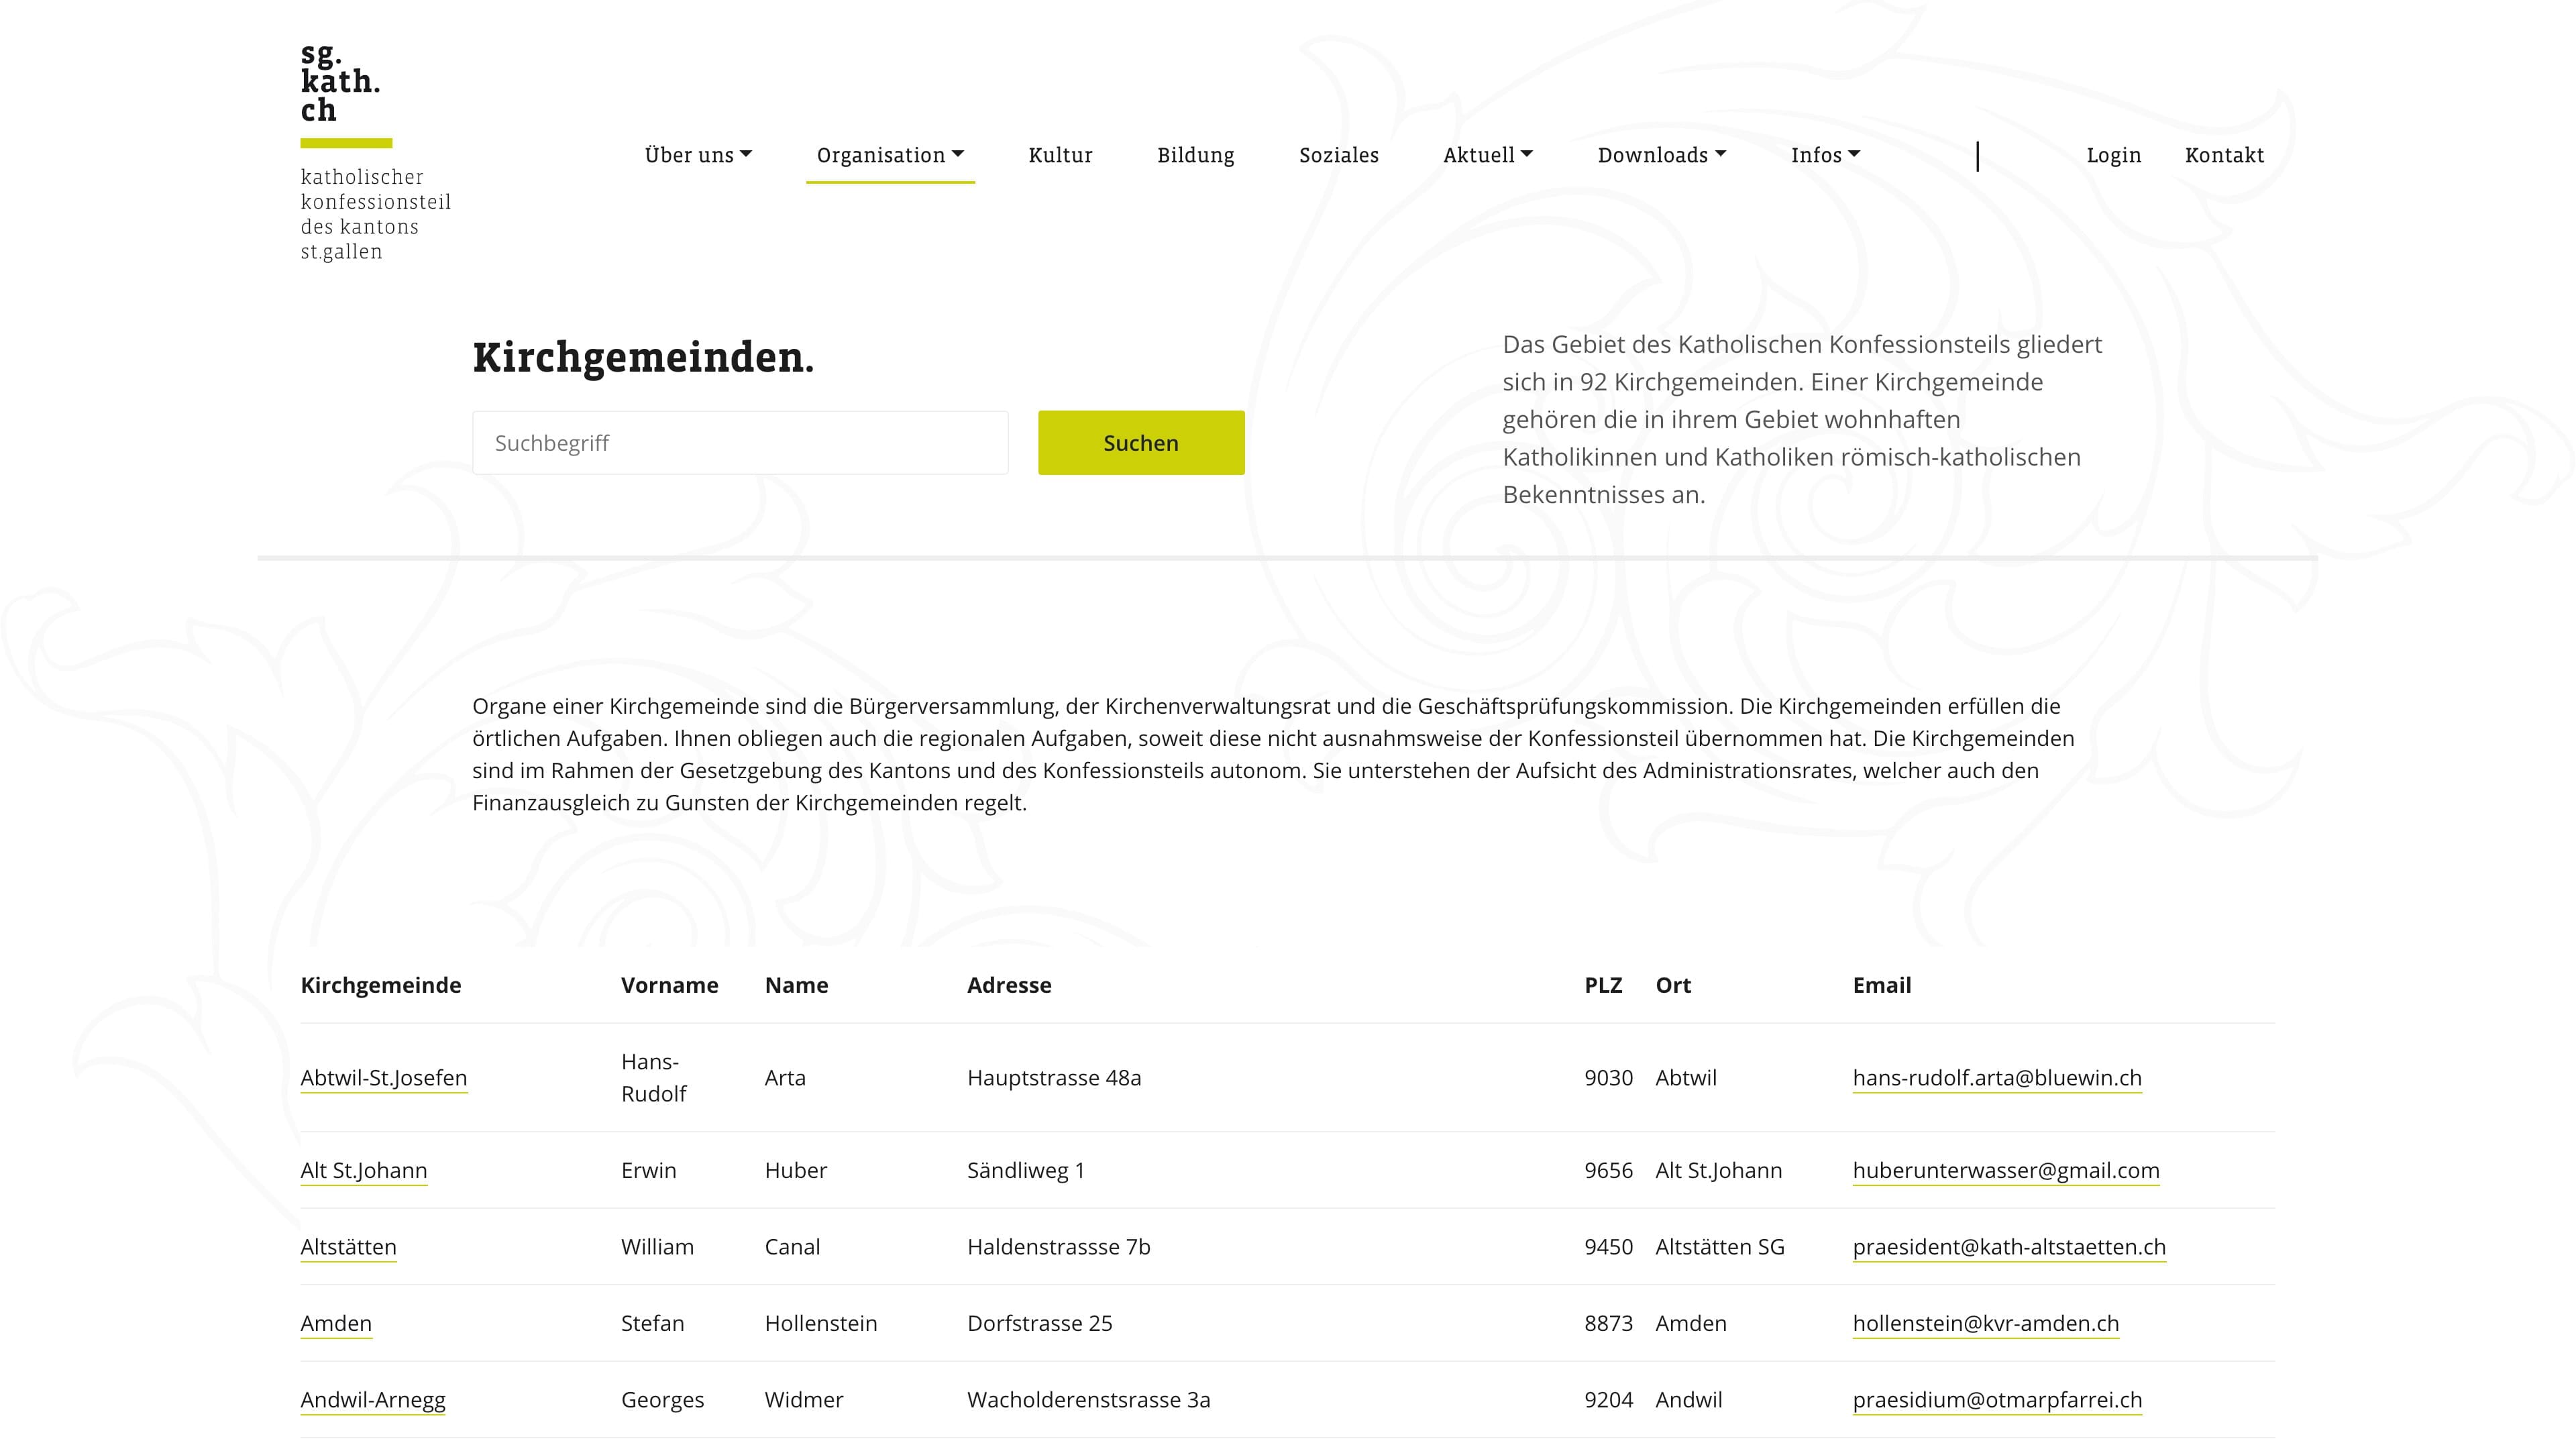 sg.
kath.
ch
katholischer
konfessionsteil
des kantons
st.gallen
Über uns Organisation Kultur Bildung Soziales Aktuell Downloads Infos Login Kontakt
Kirchgemeinden.
Suchbegriff
Suchen
Das Gebiet des Katholischen Konfessionsteils gliedert
sich in 92 Kirchgemeinden. Einer Kirchgemeinde
gehören die in ihrem Gebiet wohnhaften
Katholikinnen und Katholiken römisch-katholischen
Bekenntnisses an.
Organe einer Kirchgemeinde sind die Bürgerversammlung, der Kirchenverwaltungsrat und die Geschäftsprüfungskommission. Die Kirchgemeinden erfüllen die
örtlichen Aufgaben. Ihnen obliegen auch die regionalen Aufgaben, soweit diese nicht ausnahmsweise der Konfessionsteil übernommen hat. Die Kirchgemeinden
sind im Rahmen der Gesetzgebung des Kantons und des Konfessionsteils autonom. Sie unterstehen der Aufsicht des Administrationsrates, welcher auch den
Finanzausgleich zu Gunsten der Kirchgemeinden regelt.
Kirchgemeinde Vorname Name Adresse PLZ Ort Email
Abtwil-St.Josefen Hans-Rudolf Arta Hauptstrasse 48a 9030 Abtwil hans-rudolf.arta@bluewin.ch
Alt St.Johann Erwin Huber Sändliweg 1 9656 Alt St.Johann huberunterwasser@gmail.com
Altstätten William Canal Haldenstrassse 7b 9450 Altstätten SG praesident@kath-altstaetten.ch
Amden Stefan Hollenstein Dorfstrasse 25 8873 Amden hollenstein@kvr-amden.ch
Andwil-Arnegg Georges Widmer Wacholderenstsrasse 3a 9204 Andwil praesidium@otmarpfarrei.ch